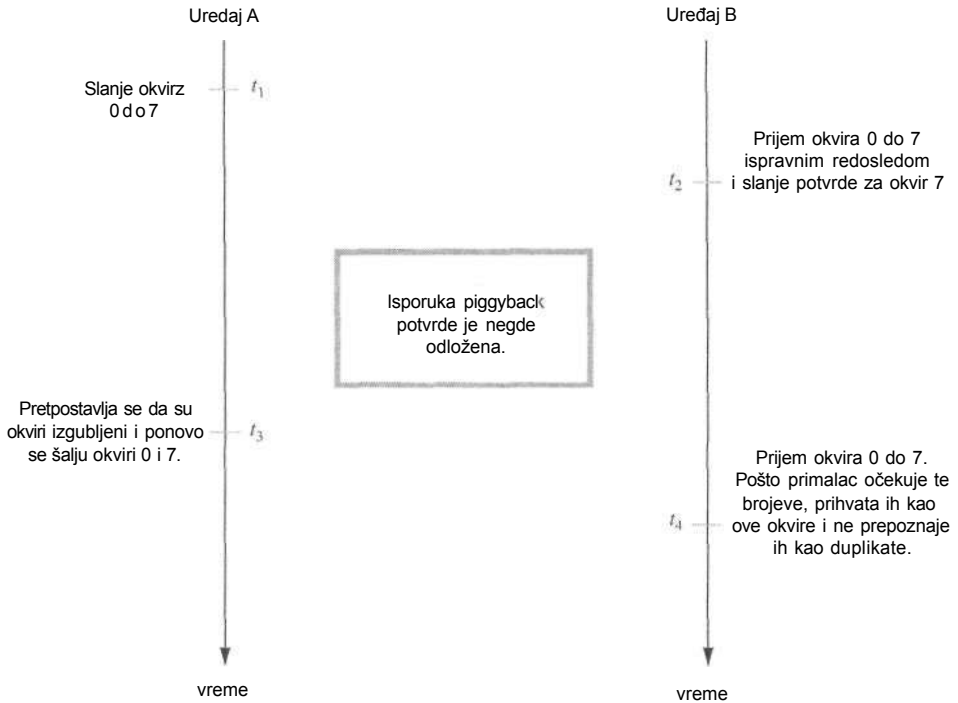 Uredaj A
Uređaj B
Slanje okvirz
0 do 7
t1
Prijem okvira 0 do 7
ispravnim redosledom
i slanje potvrde za okvir 7
t2
Isporuka piggyback
potvrde je negde
odložena.
Pretpostavlja se da su
okviri izgubljeni i ponovo
se šalju okviri 0 i 7.
t3
Prijem okvira 0 do 7.
Pošto primalac očekuje te
brojeve, prihvata ih kao
ove okvire i ne prepoznaje
ih kao duplikate.
t4
vreme
vreme